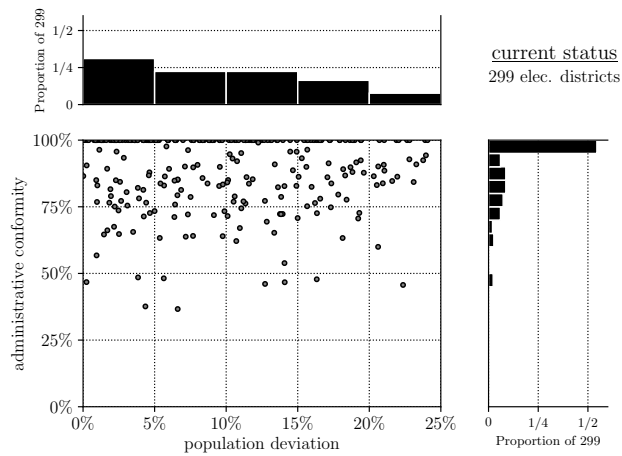 Proportion of 299
1/2
1/4
0
current status
299 elec. districts
administrative conformity
100%
75%
50%
25%
0%
0% 5% 10% 15% 20% 25%
population deviation
0 1/4 1/2
Proportion of 299